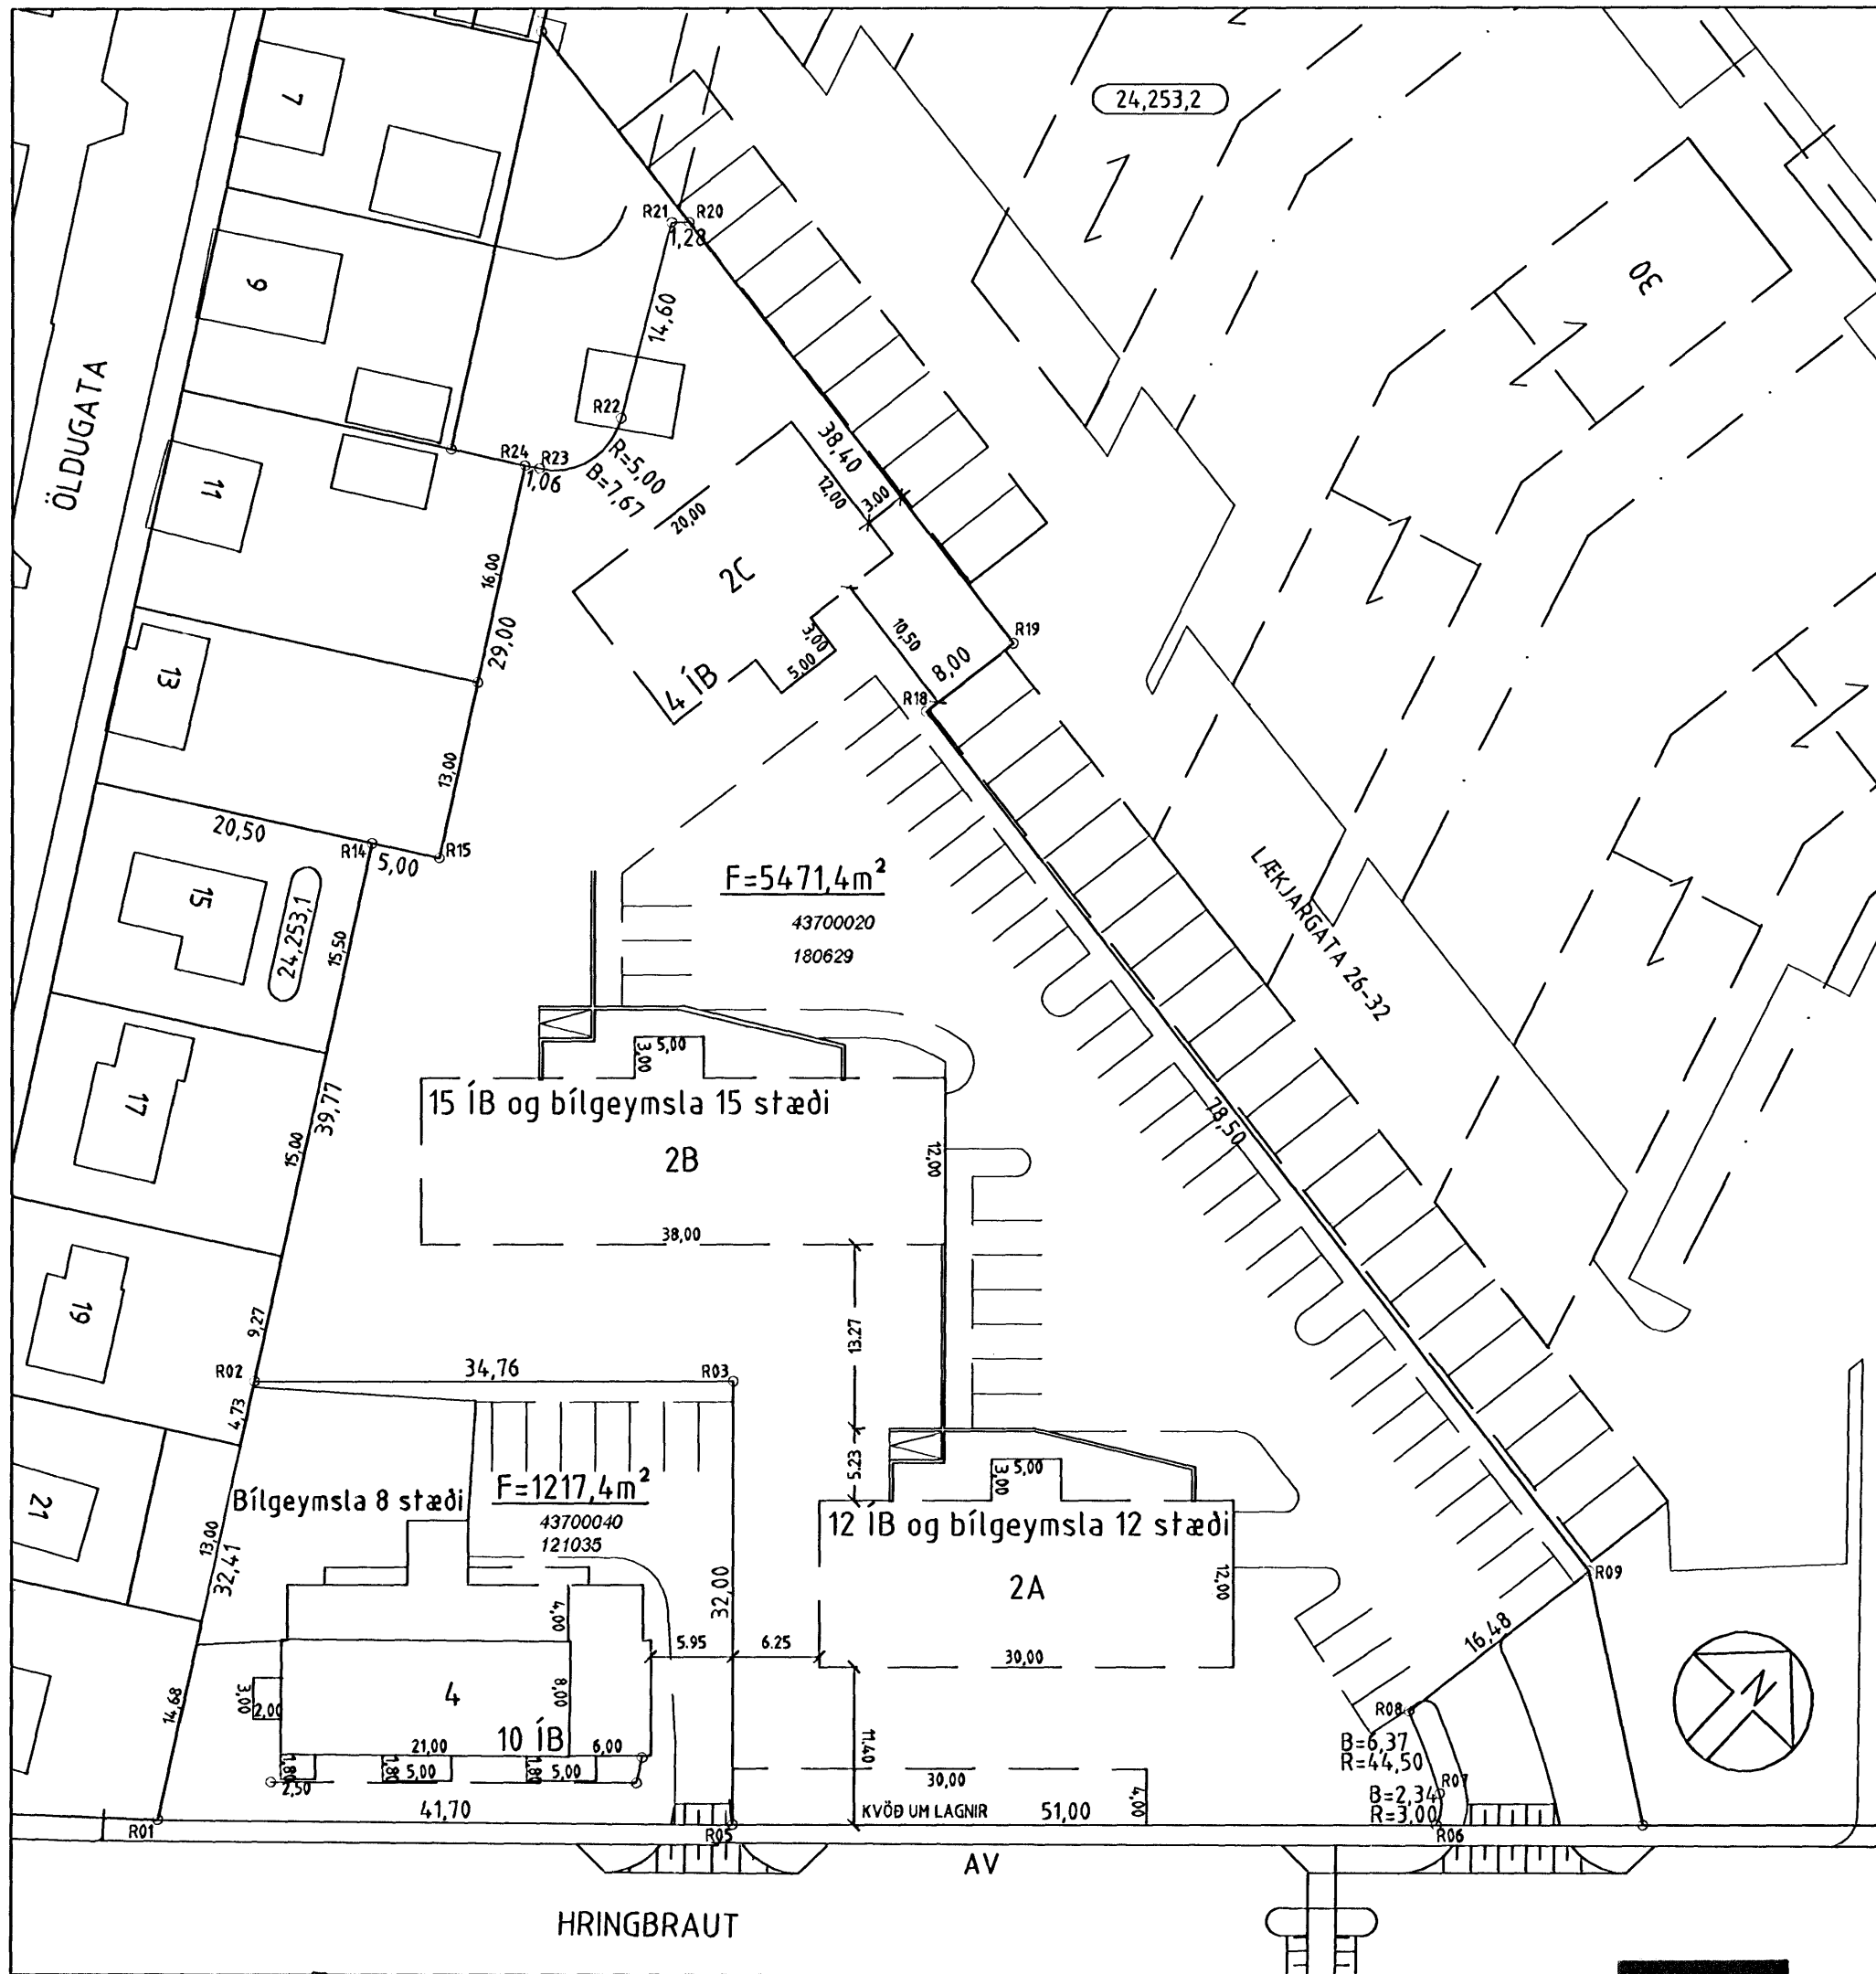 24,253,2
7
R21
R20
1,28
9
30
14,60
ÖLDUGATA
R22
R=5,00
B=7,67
38,40
R24
R23
1,06
11
12,00
3.00
20,00
2C
16,00
R19
10,50
3,00
5,00
8,00
4 ÍB
29,00
13
R18
13,00
20,50
R14
5,00
R15
F=5471,4m²
43700020
180629
LÆKJARGATA 26-32
15
24,253,1
15,50
3,00
5,00
15 ÍB og bílgeymsla 15 stæði
2B
12,00
38,00
78,50
17
39,77
15,00
19
9,27
13.27
R02
34,76
R03
4,73
5.23
3,00
5,00
Bílgeymsla 8 stæði
F=1217,4m²
43700040
121035
21
13,00
32,41
12 ÍB og bílgeymsla 12 stæði
2A
12,00
R09
4,00
32,00
5.95
6.25
30,00
16,48
14,68
3,00
2,00
4
8,00
10 ÍB
21,00
6,00
1,80
1,80
1,80
5,00
5,00
2,50
11.40
R08
B=6,37
R=44,50
R07
B=2,34
R=3,00
30,00
4,00
41,70
KVÖÐ UM LAGNIR
51,00
R01
R05
R06
N
AV
HRINGBRAUT